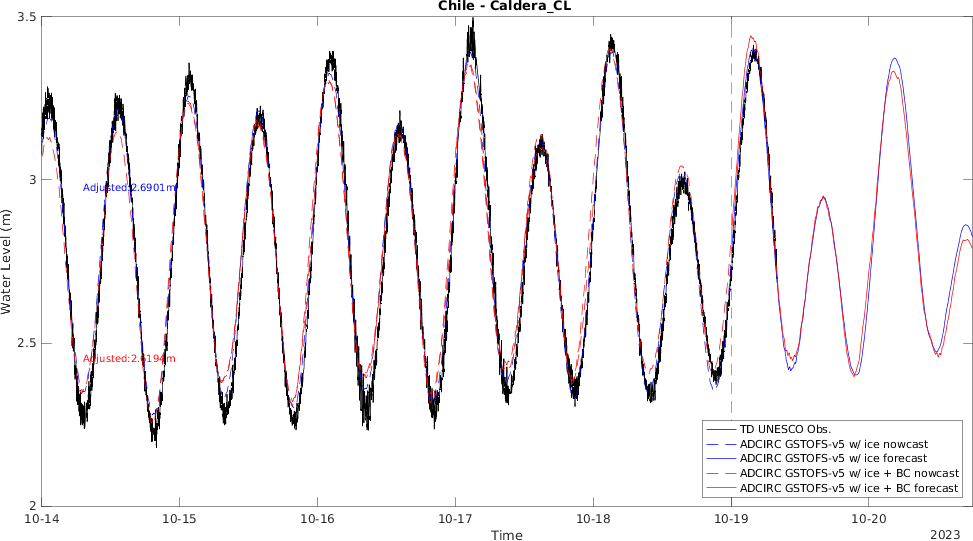 Chile - Caldera_CL
3.5
3
2.5
2
Water Level (m)
Adjusted:2.6901m
Adjusted:2.6194m
TD UNESCO Obs.
ADCIRC GSTOFS-v5 w/ ice nowcast
ADCIRC GSTOFS-v5 w/ ice forecast
ADCIRC GSTOFS-v5 w/ ice + BC nowcast
ADCIRC GSTOFS-v5 w/ ice + BC forecast
10-14 10-15 10-16 10-17 10-18 10-19 10-20
Time
2023